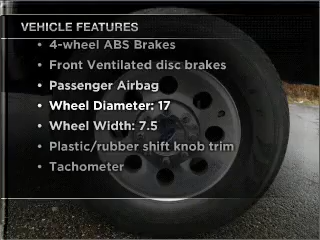 VEHICLE FEATURES
• 4-wheel ABS Brakes
• Front Ventilated disc brakes
• Passenger Airbag
• Wheel Diameter: 17
• Wheel Width: 7.5
• Plastic/rubber shift knob trim
• Tachometer